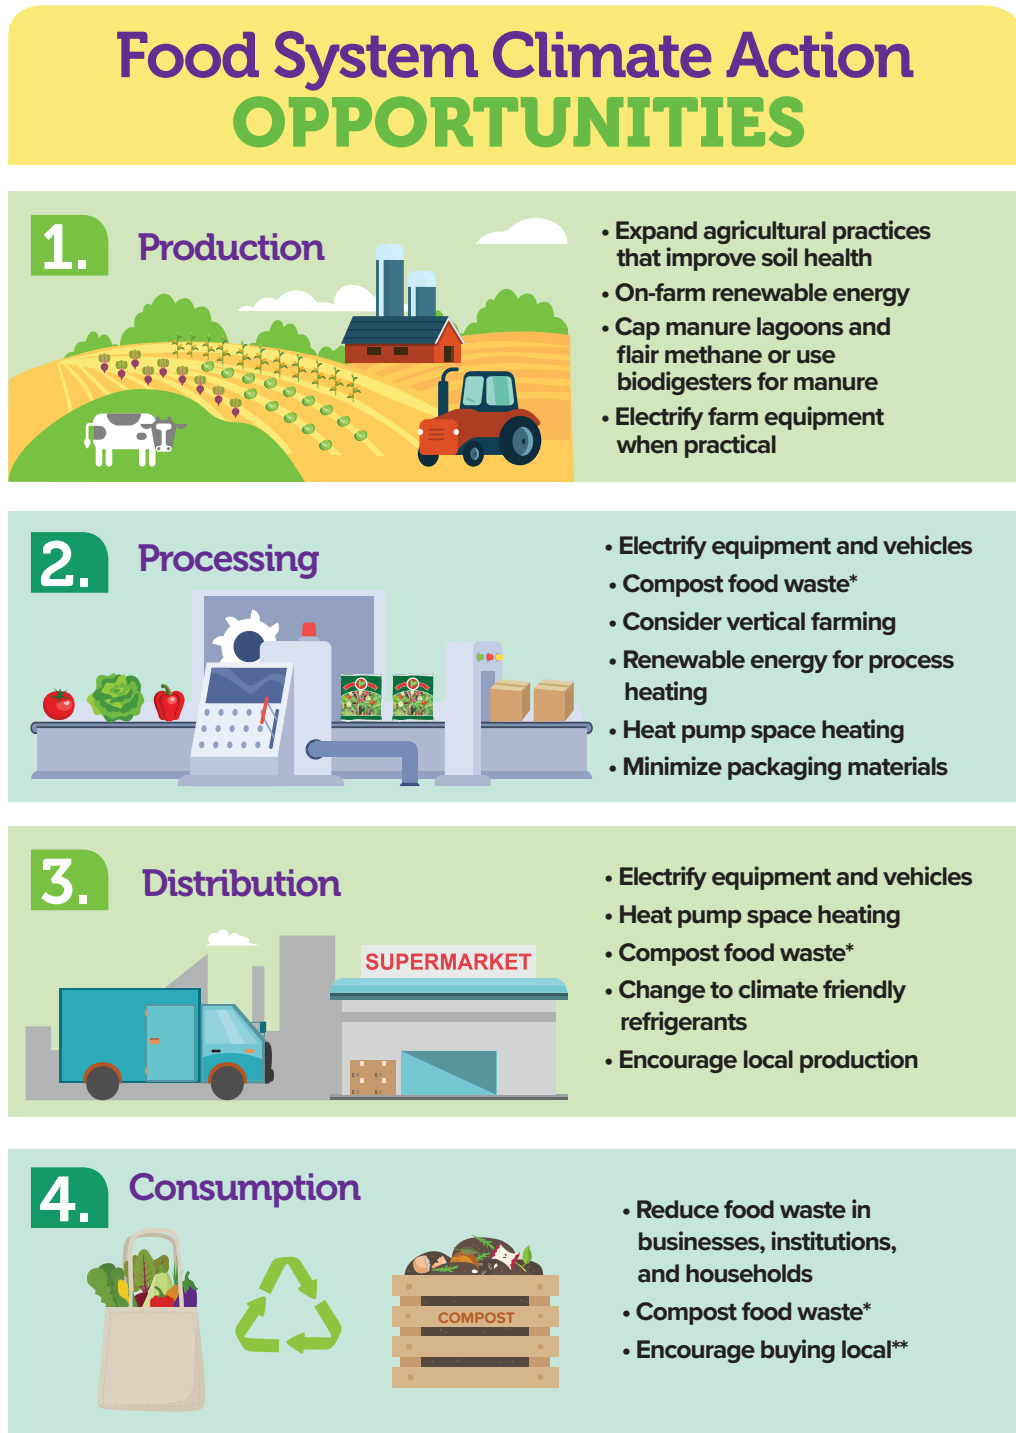 Food System Climate Action
OPPORTUNITIES
1.
Production
• Expand agricultural practices
that improve soil health
• On-farm renewable energy
• Cap manure lagoons and
flair methane or use
biodigesters for manure
• Electrify farm equipment
when practical
2.
Processing
• Electrify equipment and vehicles
• Compost food waste*
• Consider vertical farming
• Renewable energy for process
heating
• Heat pump space heating
• Minimize packaging materials
3.
Distribution
SUPERMARKET
• Electrify equipment and vehicles
• Heat pump space heating
• Compost food waste*
• Change to climate friendly
refrigerants
• Encourage local production
4.
Consumption
COMPOST
• Reduce food waste in
businesses, institutions,
and households
• Compost food waste*
• Encourage buying local**